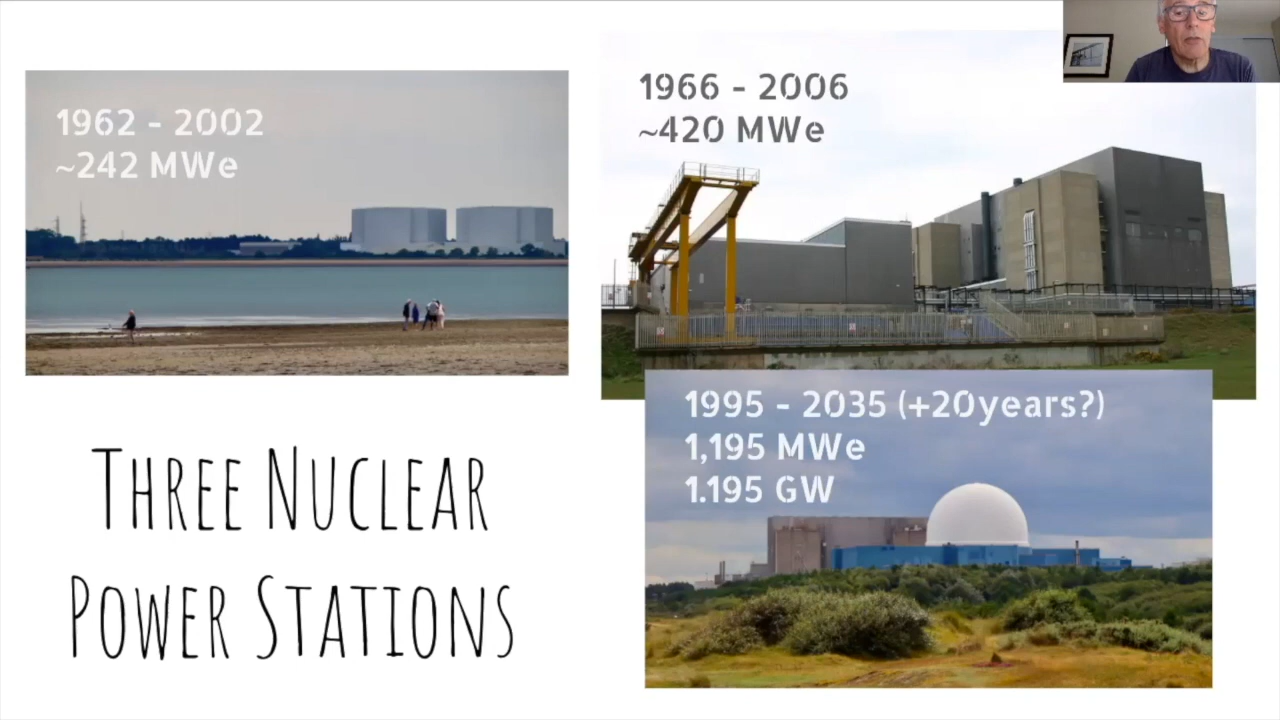 1962 - 2002
~242 MWe
1966 - 2006
~420 MWe
1995 - 2035 (+20years?)
1,195 MWe
1.195 GW
THREE NUCLEAR
POWER STATIONS